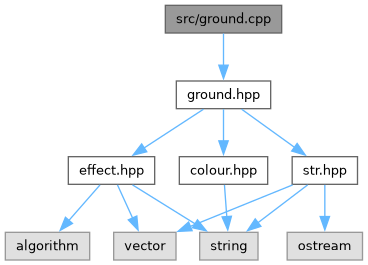 src/ground.cpp
ground.hpp
effect.hpp colour.hpp str.hpp
algorithm vector string ostream